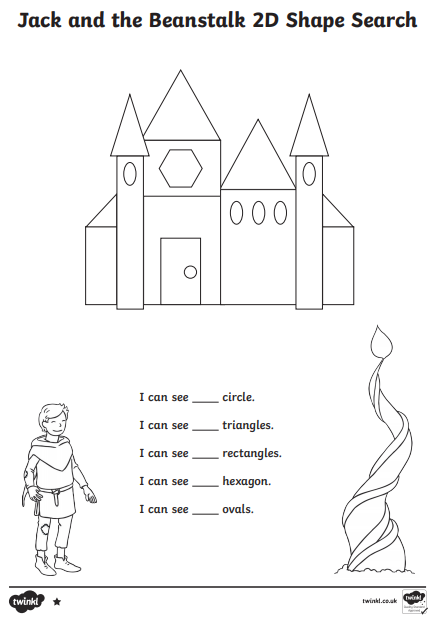 Jack and the Beanstalk 2D Shape Search
I can see ____ circle.
I can see ____ triangles.
I can see ____ rectangles.
I can see ____ hexagon.
I can see ____ ovals.
twinkl
twinkl.co.uk
twinkl